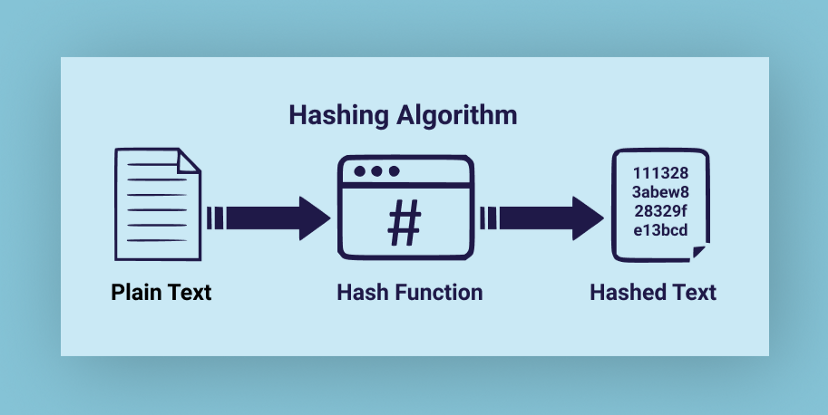 Hashing Algorithm
#
111328
3abew8
28329f
e13bcd
Plain Text
Hash Function
Hashed Text